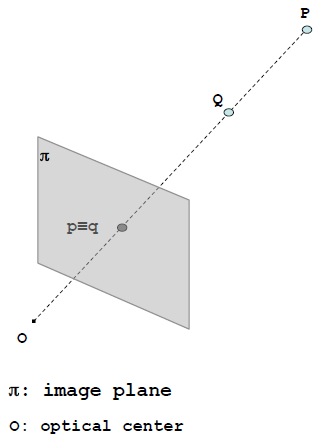 P
Q
π
p≡q
O
π: image plane
O: optical center